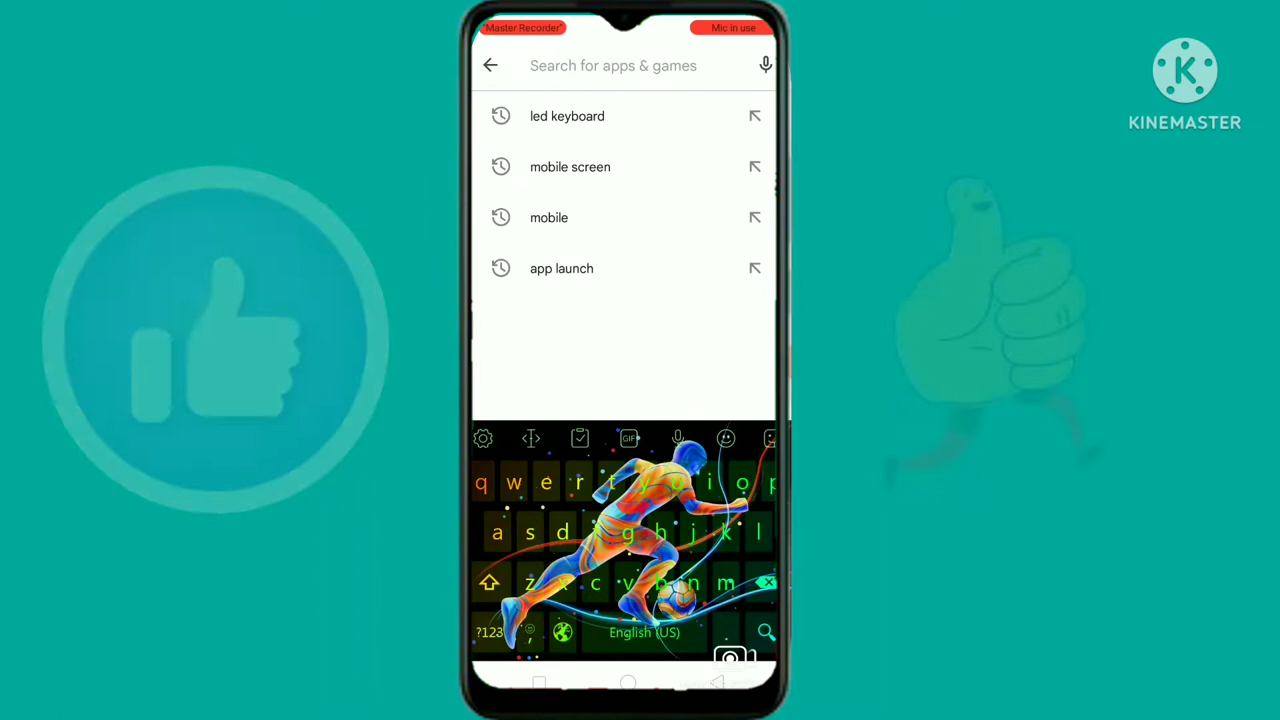 "Master Recorder"
Mic in use
Search for apps & games
K
KINEMASTER
led keyboard
mobile screen
mobile
app launch
GIF
q w e r t y u i o p
a s d f g h j k l
z x c v b n m
?123 , English (US)